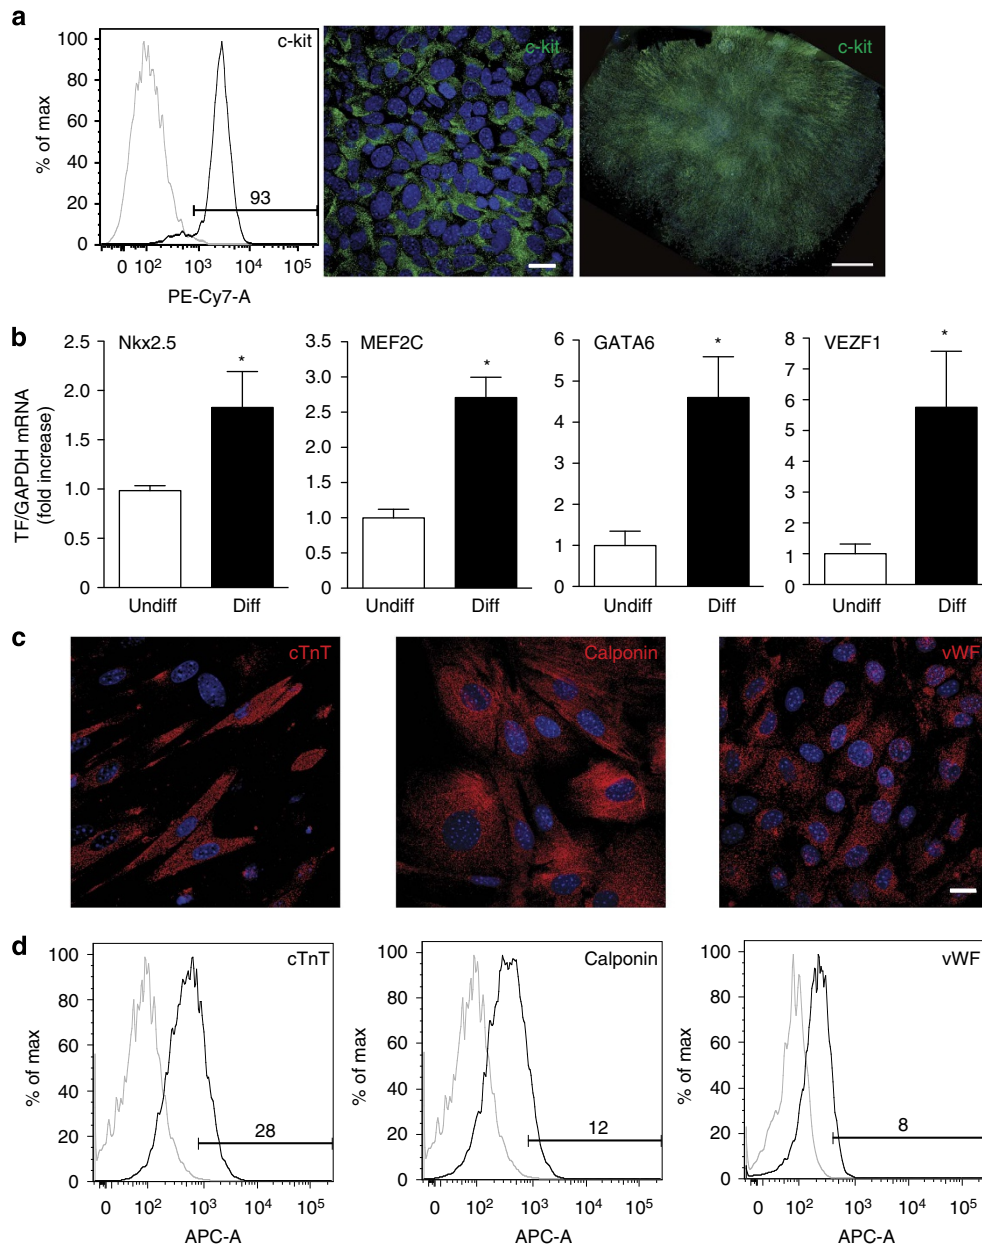 a
c-kit
c-kit
c-kit
% of max
100
80
60
40
20
0
93
0 10² 10³ 10⁴ 10⁵
PE-Cy7-A
b
TF/GAPDH mRNA
(fold increase)
Nkx2.5
2.5
2.0
1.5
1.0
0.5
0
*
Undiff Diff
MEF2C
3.5
3.0
2.5
2.0
1.5
1.0
0.5
0
*
Undiff Diff
GATA6
6
5
4
3
2
1
0
*
Undiff Diff
VEZF1
8
7
6
5
4
3
2
1
0
*
Undiff Diff
c
cTnT
Calponin
vWF
d
% of max
100
80
60
40
20
0
cTnT
28
0 10² 10³ 10⁴ 10⁵
APC-A
% of max
100
80
60
40
20
0
Calponin
12
0 10² 10³ 10⁴ 10⁵
APC-A
% of max
100
80
60
40
20
0
vWF
8
0 10² 10³ 10⁴ 10⁵
APC-A